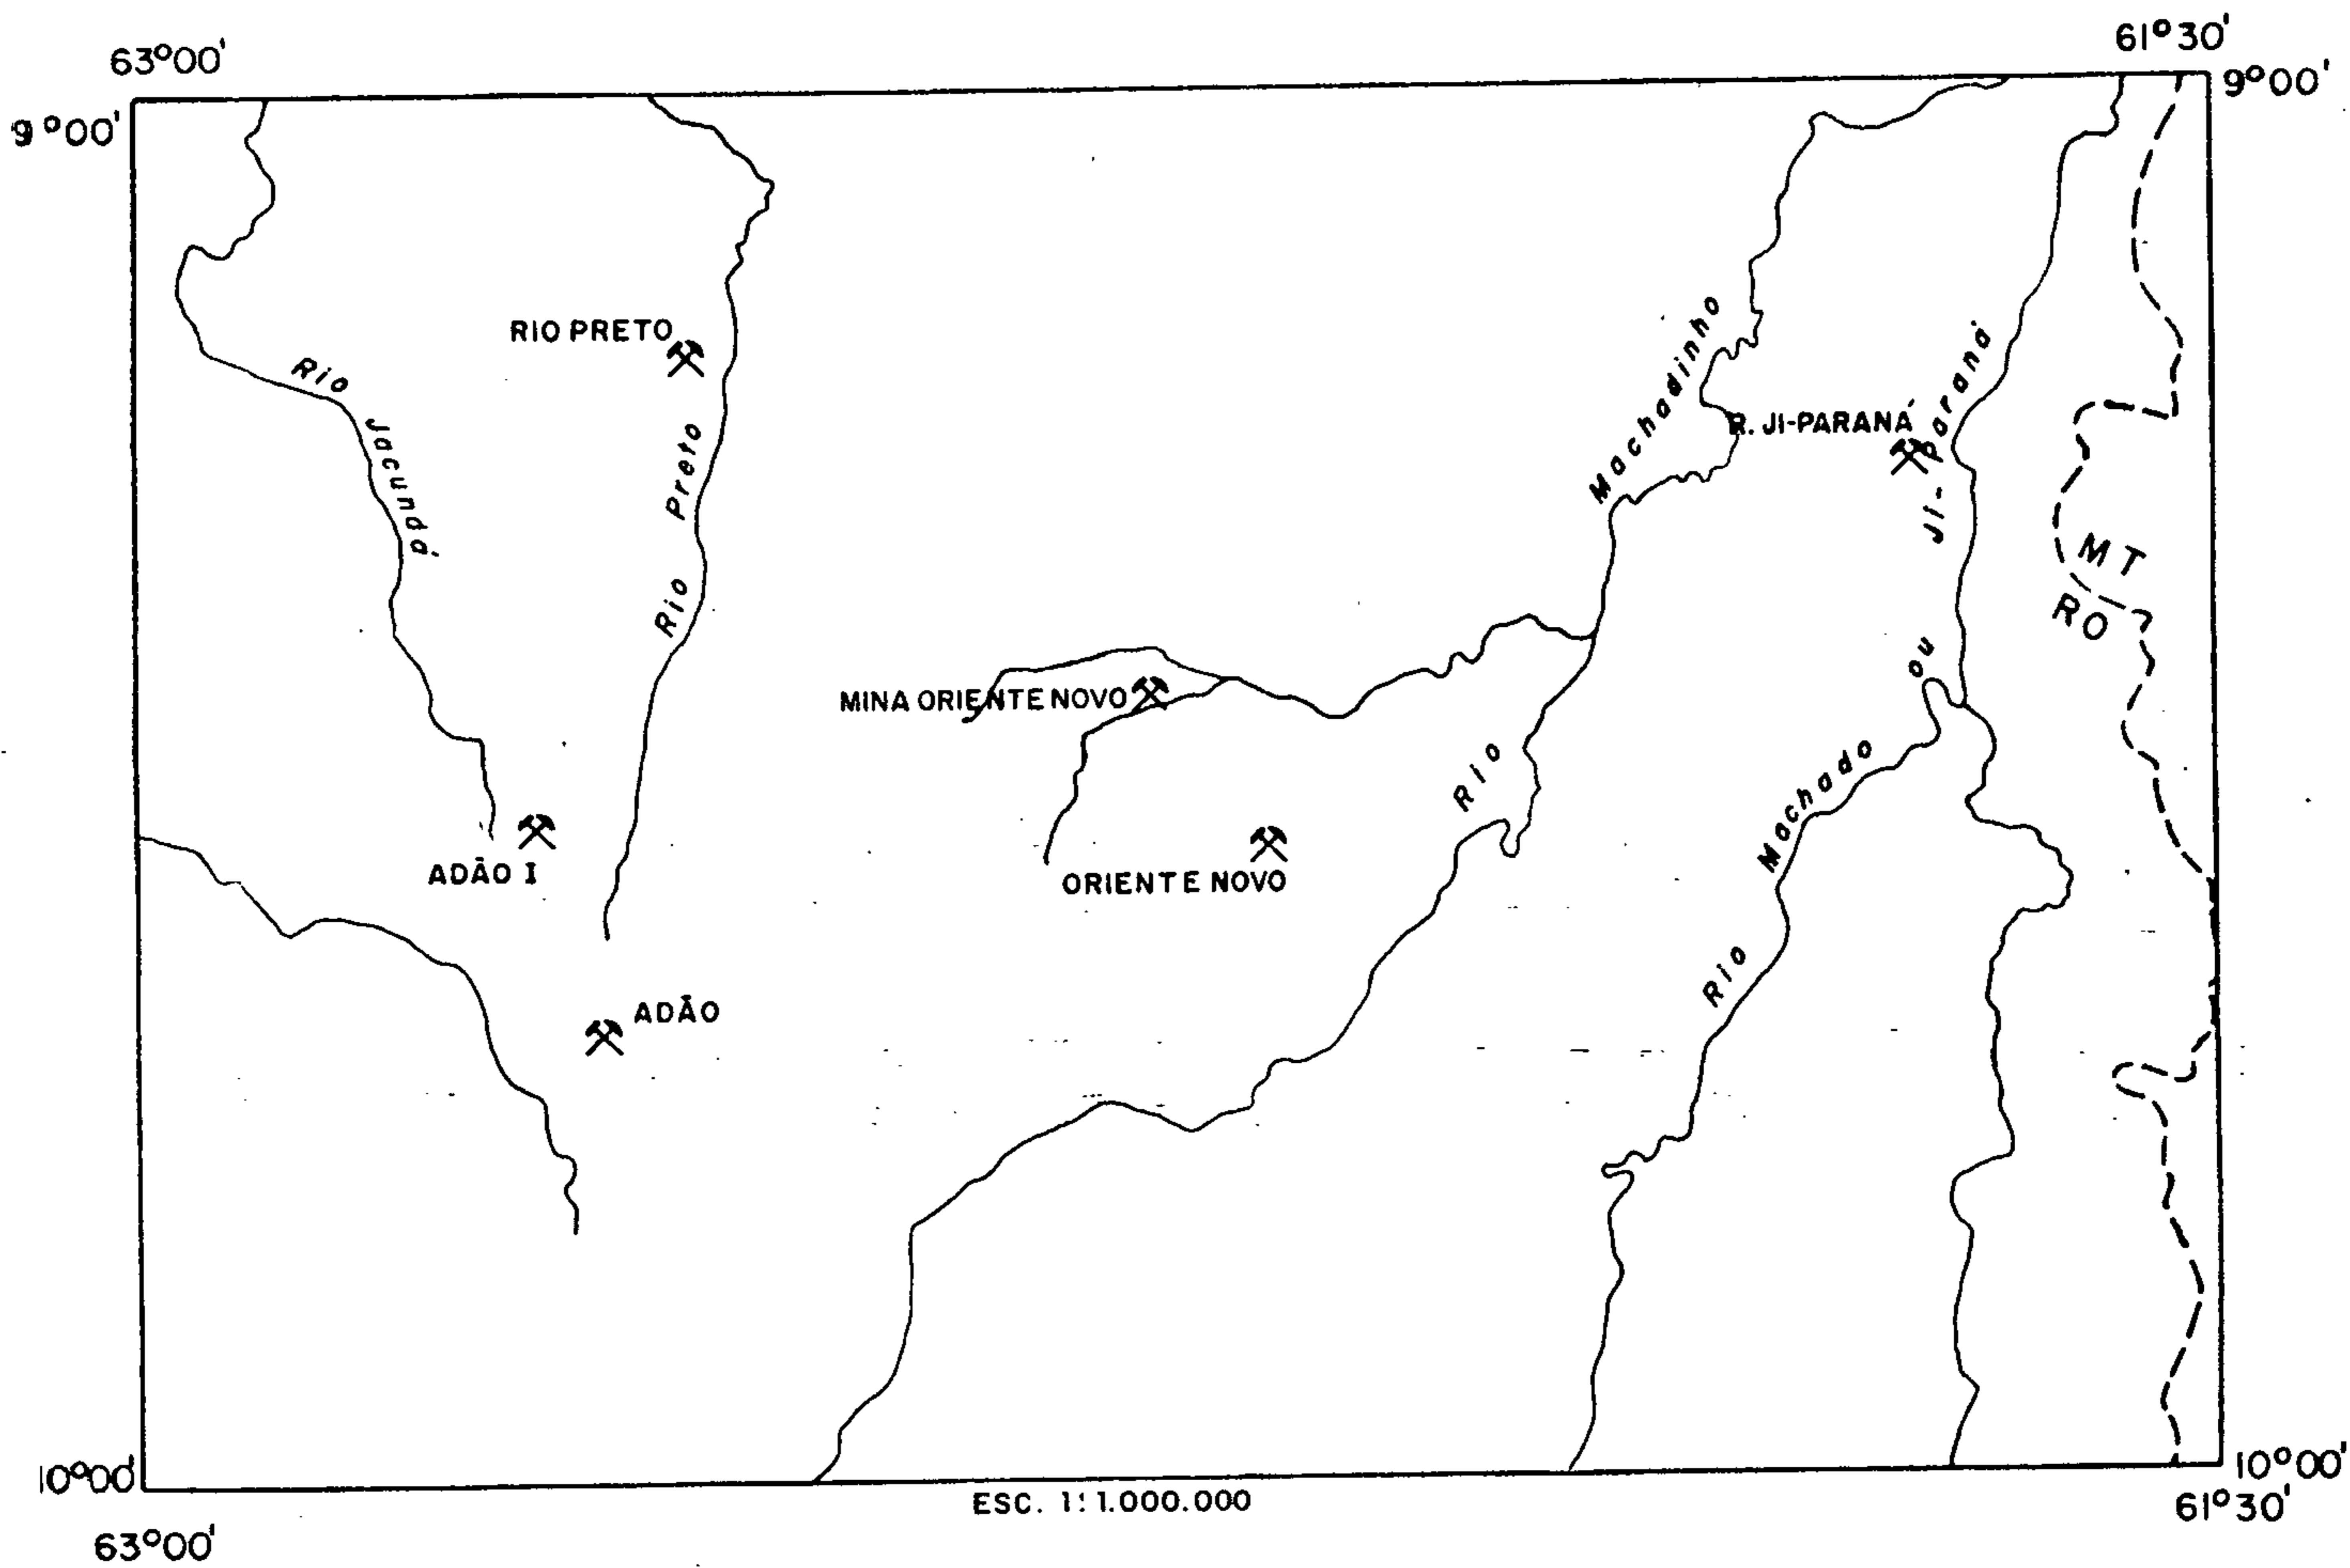 63°00'
61°30'
9°00'
9°00'
RIO PRETO
Rio Jacundá
Rio Preto
Rio Machadinho
R. JI-PARANÁ
Rio Machado ou Ji-Paraná
MT
RO
MINA ORIENTE NOVO
ADÃO I
ORIENTE NOVO
ADÃO
10°00'
10°00'
ESC. 1:1.000.000
61°30'
63°00'